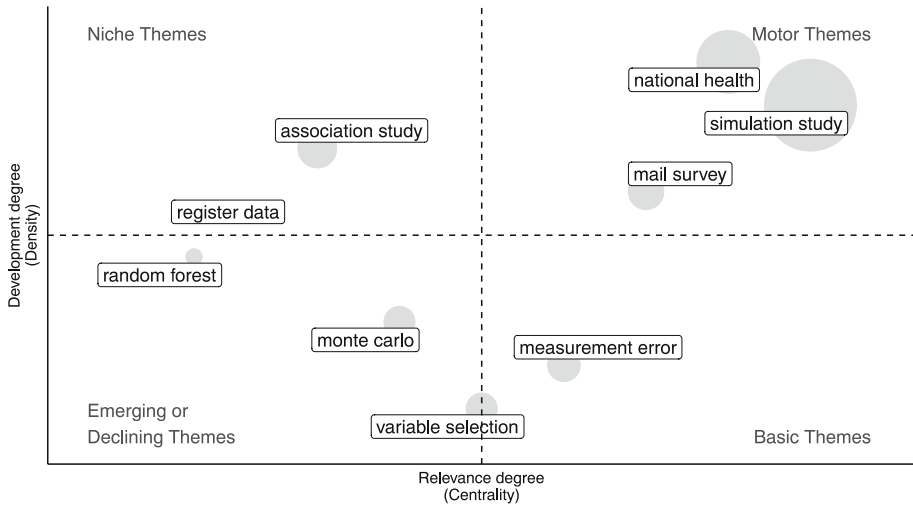 Niche Themes
Motor Themes
national health
simulation study
association study
mail survey
register data
random forest
monte carlo
measurement error
variable selection
Emerging or
Declining Themes
Basic Themes
Development degree
(Density)
Relevance degree
(Centrality)